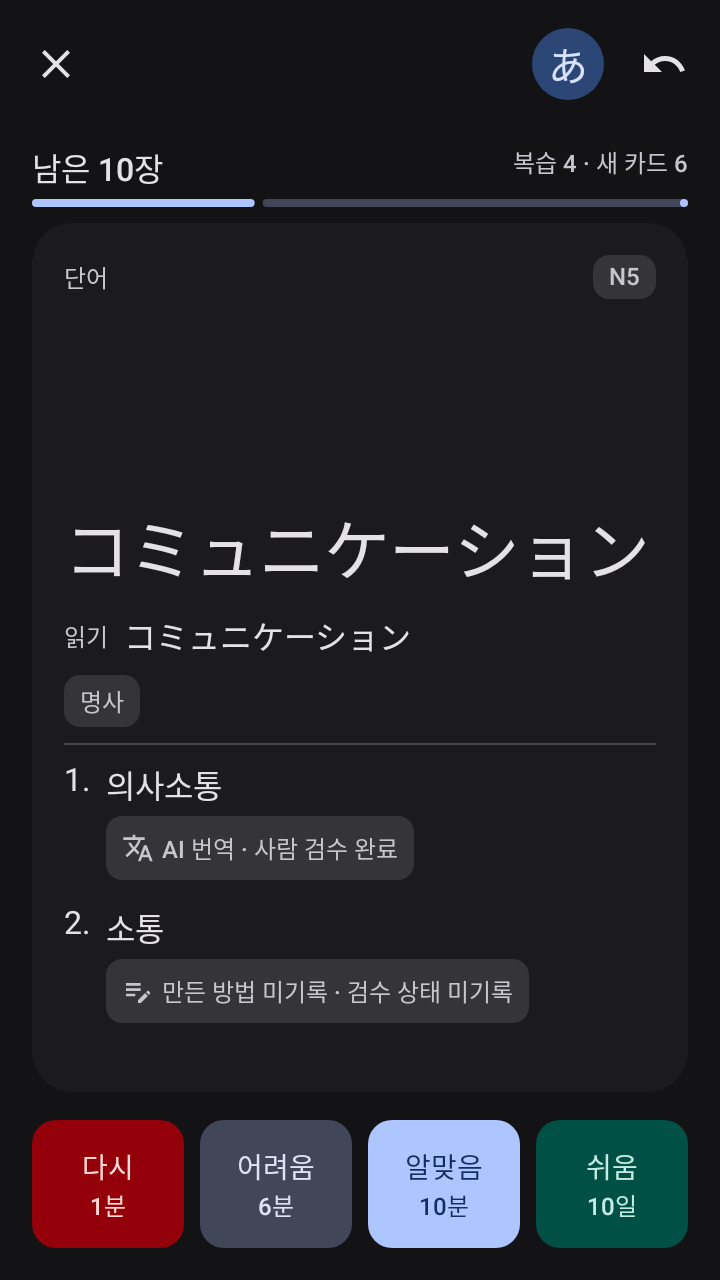 あ
남은 10장
복습 4 · 새 카드 6
단어
N5
コミュニケーション
읽기 コミュニケーション
명사
1. 의사소통
AI 번역 · 사람 검수 완료
2. 소통
만든 방법 미기록 · 검수 상태 미기록
다시
1분
어려움
6분
알맞음
10분
쉬움
10일